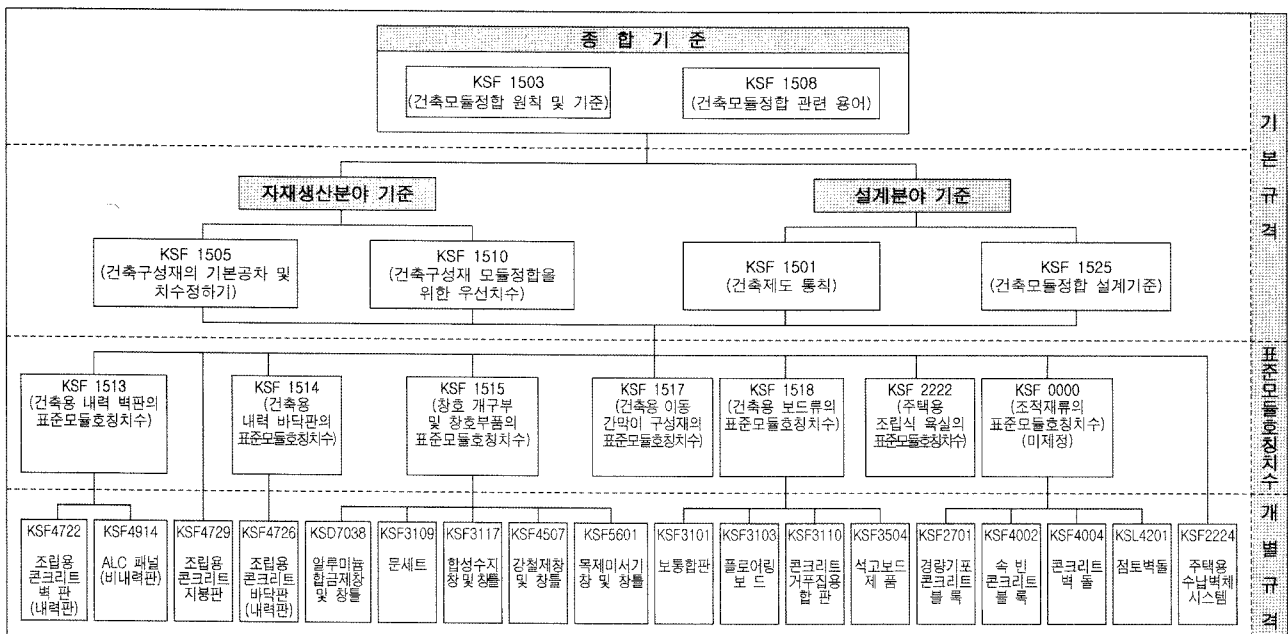 종 합 기 준
KSF 1503
(건축모듈정합 원칙 및 기준)
KSF 1508
(건축모듈정합 관련 용어)
기본규격
자재생산분야 기준
설계분야 기준
KSF 1505
(건축구성재의 기본공차 및
치수정하기)
KSF 1510
(건축구성재 모듈정합을
위한 우선치수)
KSF 1501
(건축제도 통칙)
KSF 1525
(건축모듈정합 설계기준)
표준모듈호칭치수
KSF 1513
(건축용 내력 벽판의
표준모듈호칭치수)
KSF 1514
(건축용
내력 바닥판의
표준모듈호칭치수)
KSF 1515
(창호 개구부
및 창호부품의
표준모듈호칭치수)
KSF 1517
(건축용 이동
간막이 구성재의
표준모듈호칭치수)
KSF 1518
(건축용 보드류의
표준모듈호칭치수)
KSF 2222
(주택용
조립식 욕실의
표준모듈호칭치수)
KSF 0000
(조적재류의
표준모듈호칭치수)
(미제정)
개별규격
KSF4722
조립용
콘크리트
벽 판
(내력판)
KSF4914
ALC 패널
(비내력판)
KSF4729
조립용
콘크리트
지붕판
KSF4726
조립용
콘크리트
바닥판
(내력판)
KSD7038
알루미늄
합금제창
및 창틀
KSF3109
문세트
KSF3117
합성수지
창 및 창틀
KSF4507
강철제창
및 창틀
KSF5601
목제미서기
창 및 창틀
KSF3101
보통합판
KSF3103
플로어링
보 드
KSF3110
콘크리트
거푸집용
합 판
KSF3504
석고보드
제 품
KSF2701
경량기포
콘크리트
블 록
KSF4002
속 빈
콘크리트
블 록
KSF4004
콘크리트
벽 돌
KSL4201
점토벽돌
KSF2224
주택용
수납벽체
시스템